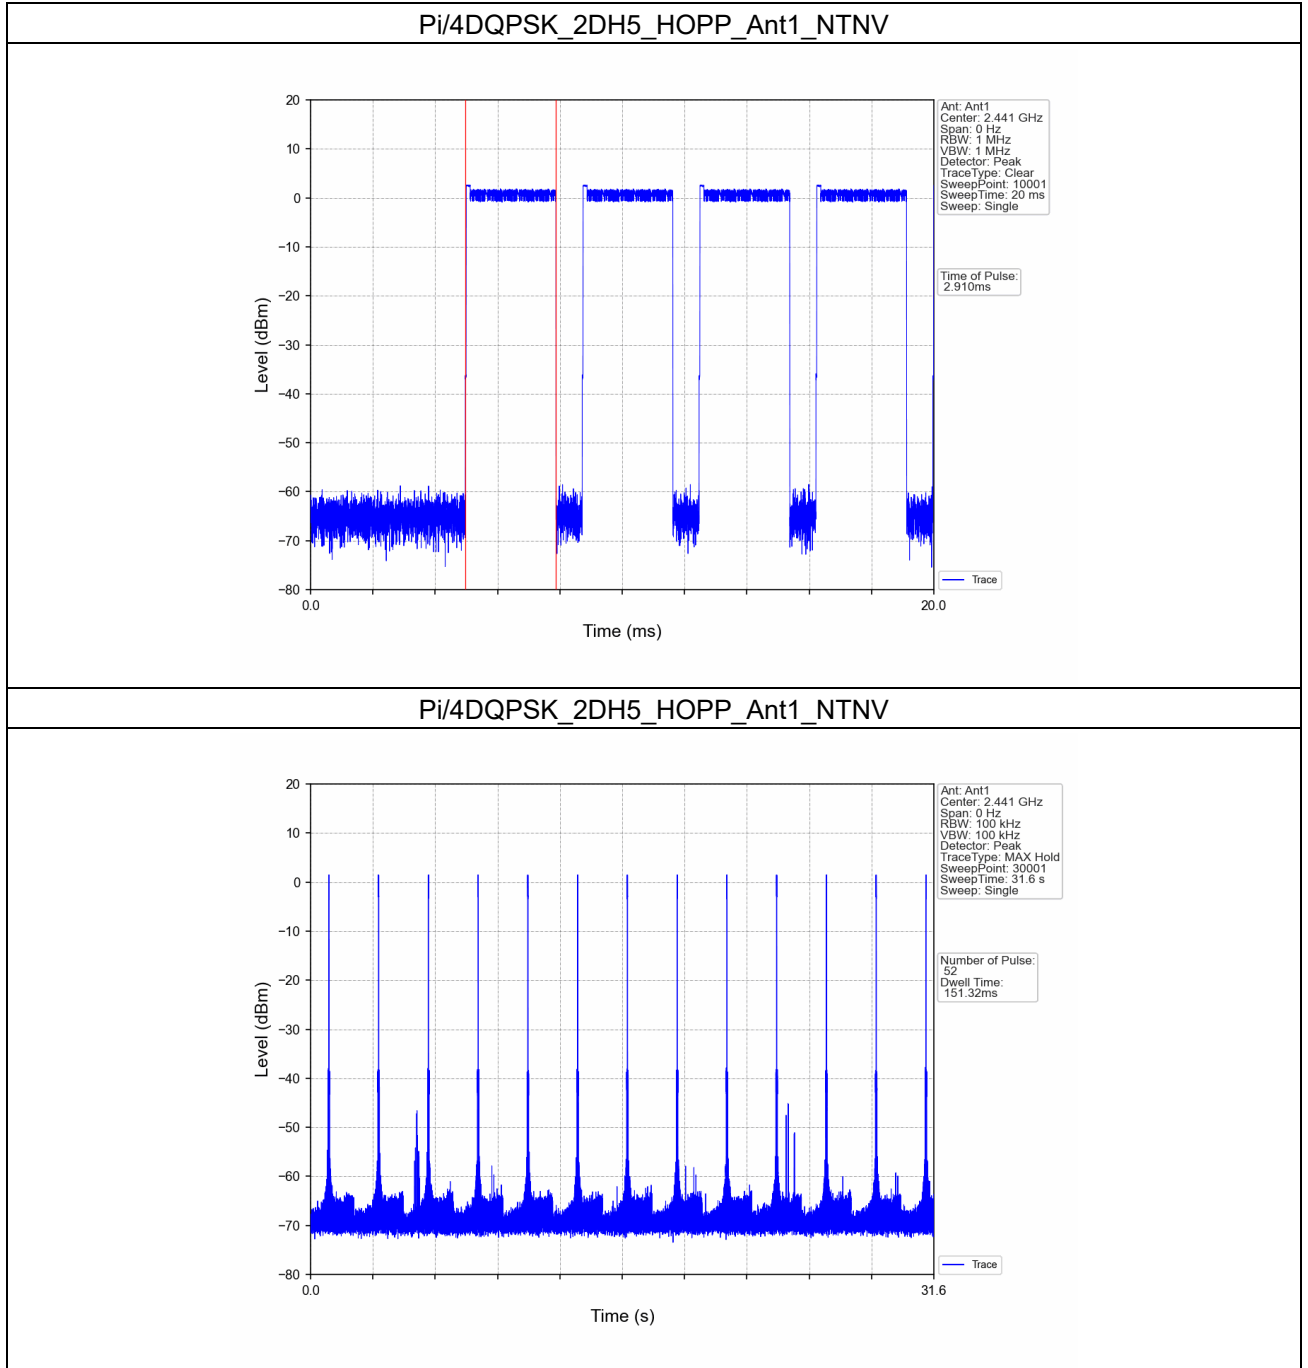 Pi/4DQPSK_2DH5_HOPP_Ant1_NTNV
20
10
0
−10
−20
−30
−40
−50
−60
−70
−80
Level (dBm)
0.0
20.0
Time (ms)
Ant: Ant1
Center: 2.441 GHz
Span: 0 Hz
RBW: 1 MHz
VBW: 1 MHz
Detector: Peak
TraceType: Clear
SweepPoint: 10001
SweepTime: 20 ms
Sweep: Single
Time of Pulse:
2.910ms
Trace
Pi/4DQPSK_2DH5_HOPP_Ant1_NTNV
20
10
0
−10
−20
−30
−40
−50
−60
−70
−80
Level (dBm)
0.0
31.6
Time (s)
Ant: Ant1
Center: 2.441 GHz
Span: 0 Hz
RBW: 100 kHz
VBW: 100 kHz
Detector: Peak
TraceType: MAX Hold
SweepPoint: 30001
SweepTime: 31.6 s
Sweep: Single
Number of Pulse:
52
Dwell Time:
151.32ms
Trace